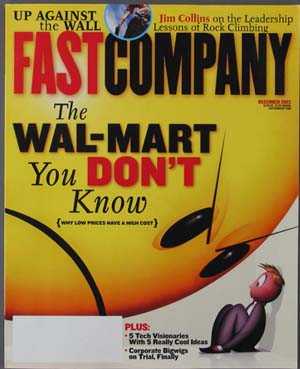 UP AGAINST
the WALL
Jim Collins on the Leadership
Lessons of Rock Climbing
FAST COMPANY
DECEMBER 2003
The
WAL-MART
You DON'T
Know
{WHY LOW PRICES HAVE A HIGH COST}
PLUS:
• 5 Tech Visionaries
With 5 Really Cool Ideas
• Corporate Bigwigs
on Trial, Finally